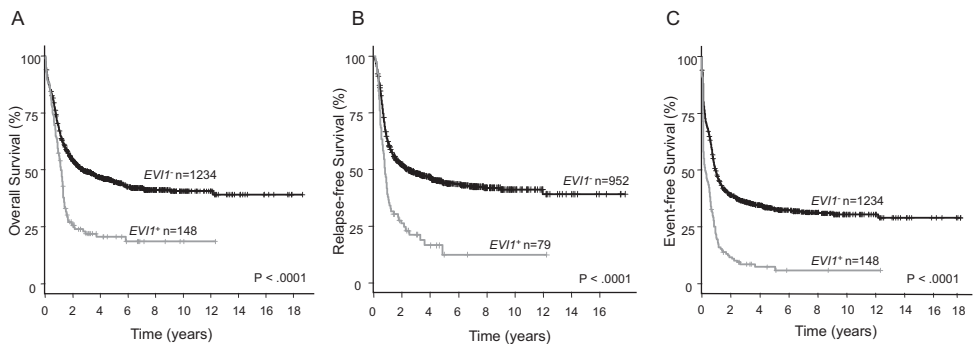 A
B
C
Overall Survival (%)
100
75
50
25
0
EVI1⁻ n=1234
EVI1⁺ n=148
P < .0001
0 2 4 6 8 10 12 14 16 18
Time (years)
Relapse-free Survival (%)
100
75
50
25
0
EVI1⁻ n=952
EVI1⁺ n=79
P < .0001
0 2 4 6 8 10 12 14 16
Time (years)
Event-free Survival (%)
100
75
50
25
0
EVI1⁻ n=1234
EVI1⁺ n=148
P < .0001
0 2 4 6 8 10 12 14 16 18
Time (years)